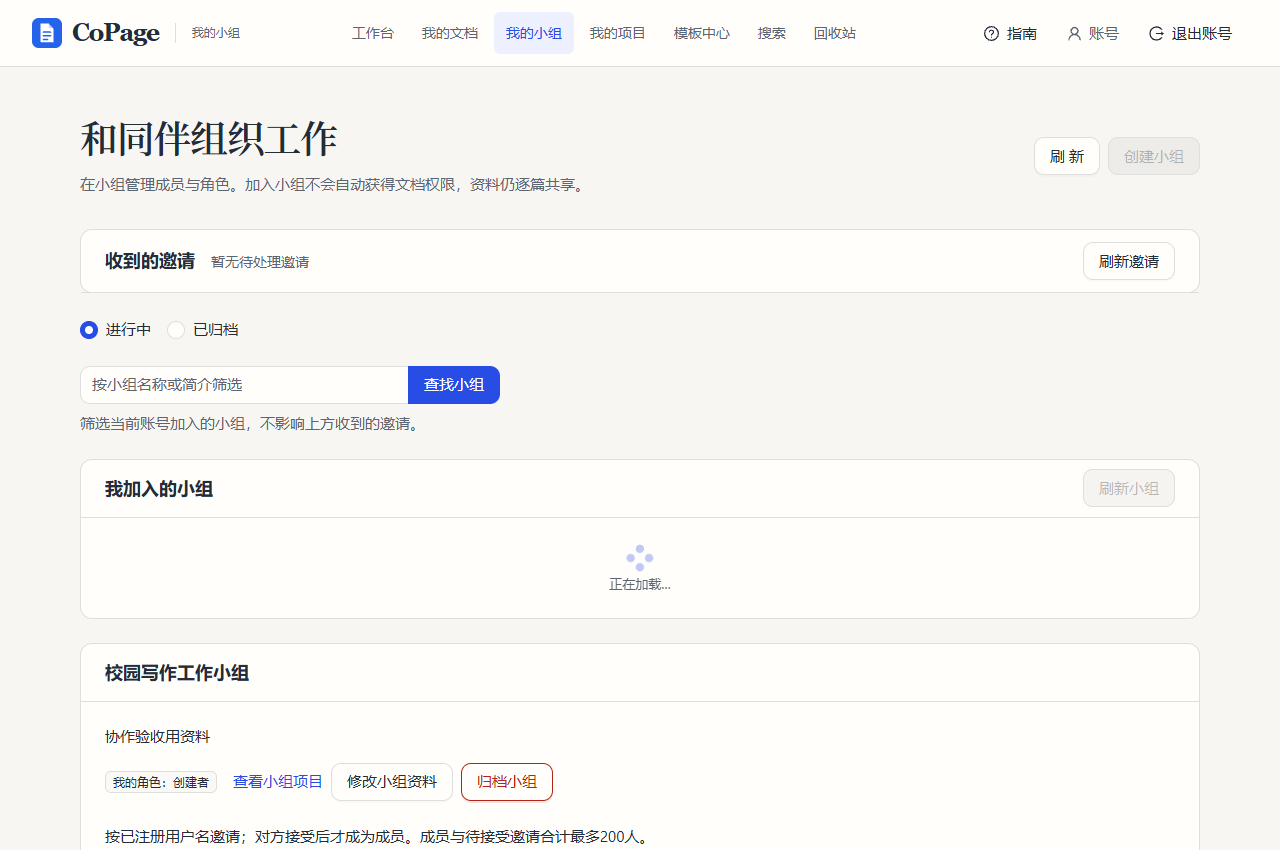 CoPage
我的小组
工作台
我的文档
我的小组
我的项目
模板中心
搜索
回收站
指南
账号
退出账号
和同伴组织工作
在小组管理成员与角色。加入小组不会自动获得文档权限，资料仍逐篇共享。
刷 新
创建小组
收到的邀请
暂无待处理邀请
刷新邀请
进行中
已归档
按小组名称或简介筛选
查找小组
筛选当前账号加入的小组，不影响上方收到的邀请。
我加入的小组
刷新小组
正在加载...
校园写作工作小组
协作验收用资料
我的角色：创建者
查看小组项目
修改小组资料
归档小组
按已注册用户名邀请；对方接受后才成为成员。成员与待接受邀请合计最多200人。